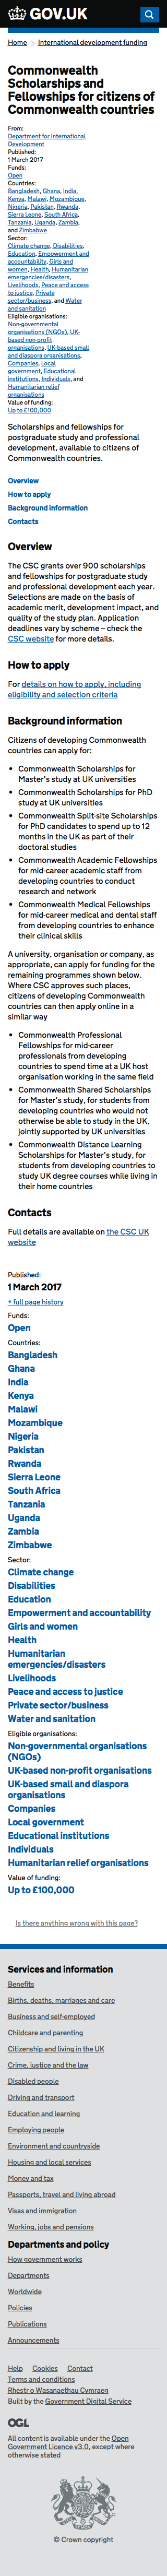 GOV.UK
Home
International development funding
Commonwealth
Scholarships and
Fellowships for citizens of
Commonwealth countries
From:
Department for International
Development
Published:
1 March 2017
Funds:
Open
Countries:
Bangladesh, Ghana, India,
Kenya, Malawi, Mozambique,
Nigeria, Pakistan, Rwanda,
Sierra Leone, South Africa,
Tanzania, Uganda, Zambia,
and Zimbabwe
Sector:
Climate change, Disabilities,
Education, Empowerment and
accountability, Girls and
women, Health, Humanitarian
emergencies/disasters,
Livelihoods, Peace and access
to justice, Private
sector/business, and Water
and sanitation
Eligible organisations:
Non-governmental
organisations (NGOs), UK-
based non-profit
organisations, UK-based small
and diaspora organisations,
Companies, Local
government, Educational
institutions, Individuals, and
Humanitarian relief
organisations
Value of funding:
Up to £100,000
Scholarships and fellowships for
postgraduate study and professional
development, available to citizens of
Commonwealth countries.
Overview
How to apply
Background information
Contacts
Overview
The CSC grants over 900 scholarships
and fellowships for postgraduate study
and professional development each year.
Selections are made on the basis of
academic merit, development impact, and
the quality of postgraduate study
proposals. Application deadlines vary by
scholarship scheme – check the
CSC website for more details.
How to apply
For details on how to apply, including
eligibility and selection criteria
Background information
Citizens of developing Commonwealth
countries can apply for:
Commonwealth Scholarships for
Master's study at UK universities
Commonwealth Scholarships for PhD
study at UK universities
Commonwealth Split-site Scholarships
for PhD candidates to spend up to 12
months in the UK as part of their
doctoral studies
Commonwealth Academic Fellowships
for mid-career academic staff from
developing countries to conduct
research and to network
Commonwealth Medical Fellowships
for mid-career medical and dental staff
from developing countries to enhance
their clinical skills
A university, organisation or company, as
appropriate, can apply for funding for the
remaining programmes shown below.
Where CSC approves such places,
citizens of developing Commonwealth
countries can then apply online in a
similar way
Commonwealth Professional
Fellowships for mid-career
professionals from developing
countries to spend time at a UK host
organisation working in their field
Commonwealth Shared Scholarships
for Master's study, for students from
developing countries who would not
otherwise be able to study in the UK,
jointly supported by UK universities
Commonwealth Distance Learning
Scholarships for Master's study, for
students from developing countries to
study for a UK degree while living in
their home countries
Contacts
Full details are available on the CSC UK
website
Published:
1 March 2017
+ full page history
Funds:
Open
Countries:
Bangladesh
Ghana
India
Kenya
Malawi
Mozambique
Nigeria
Pakistan
Rwanda
Sierra Leone
South Africa
Tanzania
Uganda
Zambia
Zimbabwe
Sector:
Climate change
Disabilities
Education
Empowerment and accountability
Girls and women
Health
Humanitarian
emergencies/disasters
Livelihoods
Peace and access to justice
Private sector/business
Water and sanitation
Eligible organisations:
Non-governmental organisations
(NGOs)
UK-based non-profit organisations
UK-based small and diaspora
organisations
Companies
Local government
Educational institutions
Individuals
Humanitarian relief organisations
Value of funding:
Up to £100,000
Is there anything wrong with this page?
Services and information
Benefits
Births, deaths, marriages and care
Business and self-employed
Childcare and parenting
Citizenship and living in the UK
Crime, justice and the law
Disabled people
Driving and transport
Education and learning
Employing people
Environment and countryside
Housing and local services
Money and tax
Passports, travel and living abroad
Visas and immigration
Working, jobs and pensions
Departments and policy
How government works
Departments
Worldwide
Policies
Publications
Announcements
Help Cookies Contact
Terms and conditions
Rhestr o Wasanaethau Cymraeg
Built by the Government Digital Service
OGL
All content is available under the Open
Government Licence v3.0, except where
otherwise stated
© Crown copyright